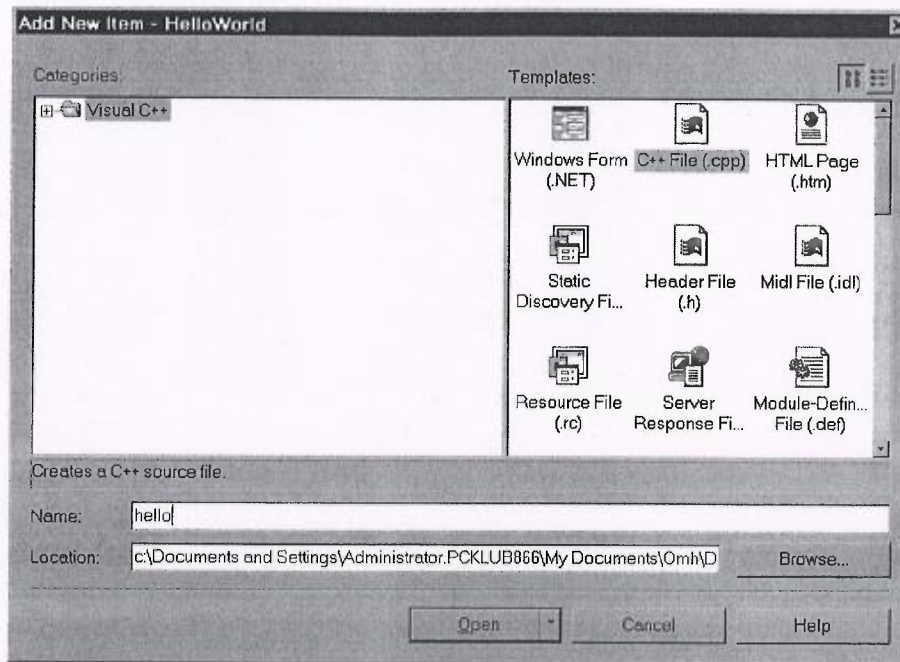 Add New Item - HelloWorld
Categories:
Templates:
Visual C++
Windows Form
(.NET)
C++ File (.cpp)
HTML Page
(.htm)
Static
Discovery Fi...
Header File
(.h)
Midl File (.idl)
Resource File
(.rc)
Server
Response Fi...
Module-Defin...
File (.def)
Creates a C++ source file.
Name:
hello
Location:
c:\Documents and Settings\Administrator.PCKLUB866\My Documents\Omh\D
Browse...
Open
Cancel
Help